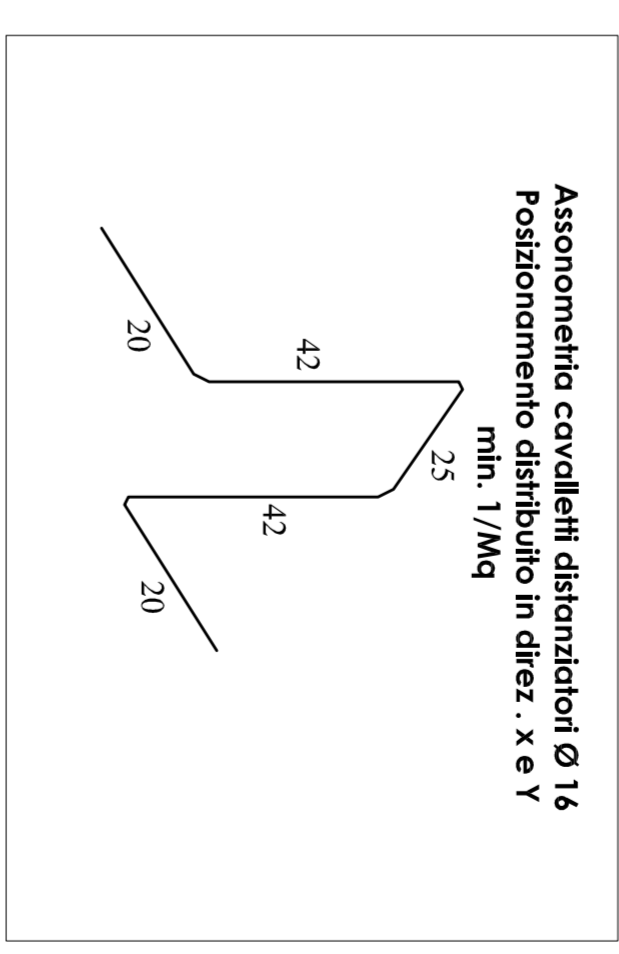 Assonometria cavalletti distanziatori Ø 16
Posizionamento distribuito in direz . x e Y
min. 1/Mq
25
42
42
20
20